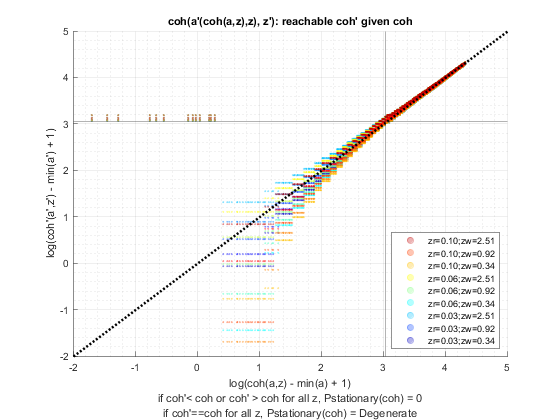 coh(a'(coh(a,z),z), z'): reachable coh' given coh
5
4
3
2
1
0
-1
-2
log(coh'(a',z') - min(a') + 1)
zr=0.10;zw=2.51
zr=0.10;zw=0.92
zr=0.10;zw=0.34
zr=0.06;zw=2.51
zr=0.06;zw=0.92
zr=0.06;zw=0.34
zr=0.03;zw=2.51
zr=0.03;zw=0.92
zr=0.03;zw=0.34
-2 -1 0 1 2 3 4 5
log(coh(a,z) - min(a) + 1)
if coh'< coh or coh' > coh for all z, Pstationary(coh) = 0
if coh'==coh for all z, Pstationary(coh) = Degenerate